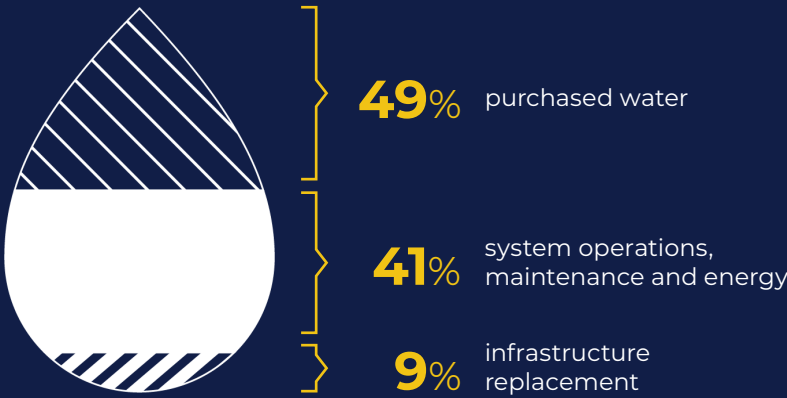 49% purchased water
41% system operations,
maintenance and energy
9% infrastructure
replacement